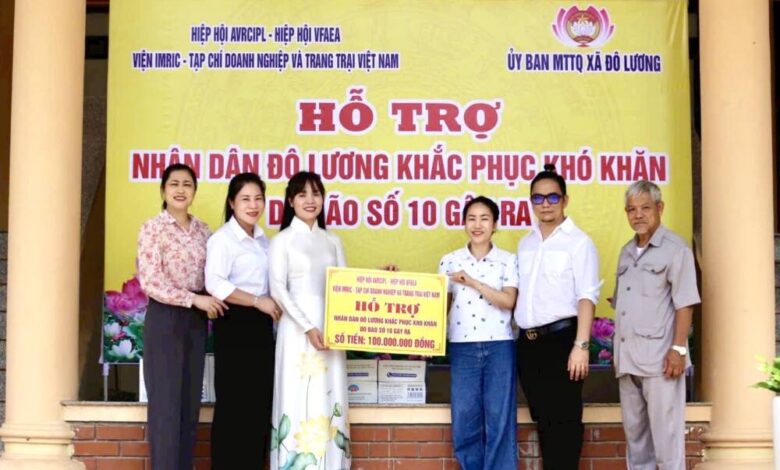 HIỆP HỘI AVRCIPL - HIỆP HỘI VFAEA
VIỆN IMRIC - TẠP CHÍ DOANH NGHIỆP VÀ TRANG TRẠI VIỆT NAM
ỦY BAN MTTQ XÃ ĐÔ LƯƠNG
HỖ TRỢ
NHÂN DÂN ĐÔ LƯƠNG KHẮC PHỤC KHÓ KHĂN
DO BÃO SỐ 10 GÂY RA
HIỆP HỘI AVRCIPL - HIỆP HỘI VFAEA
VIỆN IMRIC - TẠP CHÍ DOANH NGHIỆP VÀ TRANG TRẠI VIỆT NAM
HỖ TRỢ
NHÂN DÂN ĐÔ LƯƠNG KHẮC PHỤC KHÓ KHĂN
DO BÃO SỐ 10 GÂY RA
SỐ TIỀN: 100.000.000 ĐỒNG